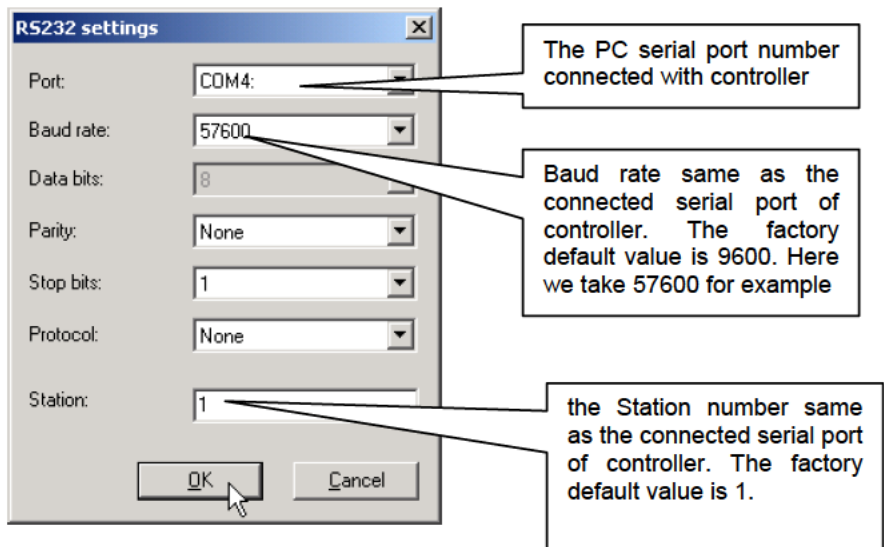 RS232 settings
Port:
COM4:
Baud rate:
57600
Data bits:
8
Parity:
None
Stop bits:
1
Protocol:
None
Station:
1
OK
Cancel
The PC serial port number
connected with controller
Baud rate same as the
connected serial port of
controller. The factory
default value is 9600. Here
we take 57600 for example
the Station number same
as the connected serial port
of controller. The factory
default value is 1.